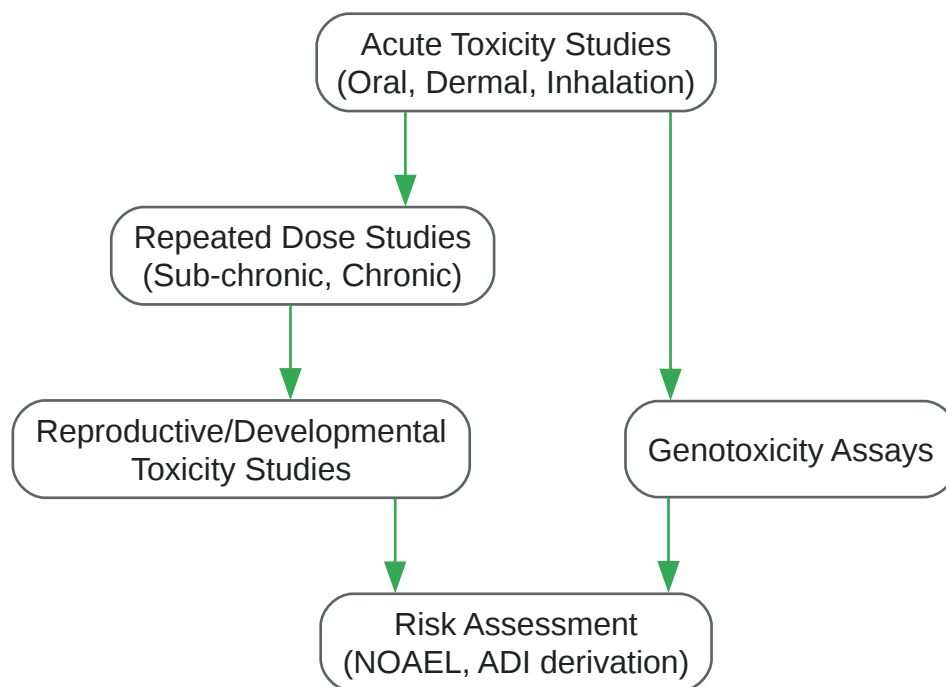 Acute Toxicity Studies
(Oral, Dermal, Inhalation)
Repeated Dose Studies
(Sub-chronic, Chronic)
Reproductive/Developmental
Toxicity Studies
Genotoxicity Assays
Risk Assessment
(NOAEL, ADI derivation)